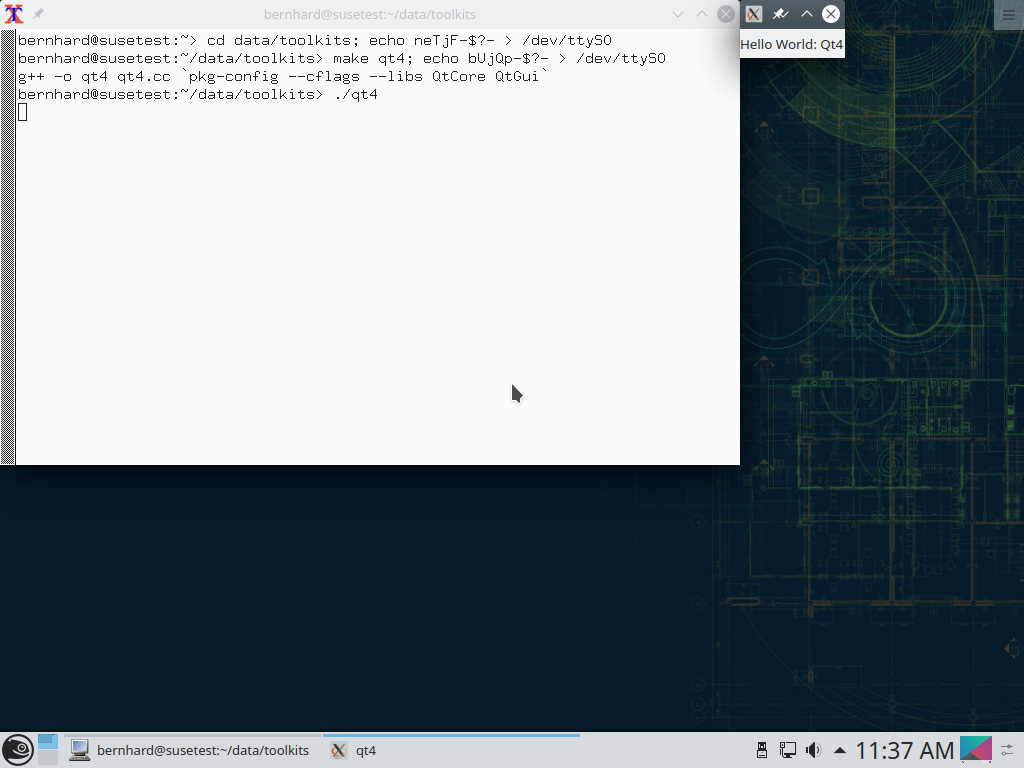 bernhard@susetest:~/data/toolkits
bernhard@susetest:~> cd data/toolkits; echo neTjF-$?- > /dev/ttyS0
bernhard@susetest:~/data/toolkits> make qt4; echo bUjQp-$?- > /dev/ttyS0
g++ -o qt4 qt4.cc `pkg-config --cflags --libs QtCore QtGui`
bernhard@susetest:~/data/toolkits> ./qt4
Hello World: Qt4
bernhard@susetest:~/data/toolkits
qt4
11:37 AM